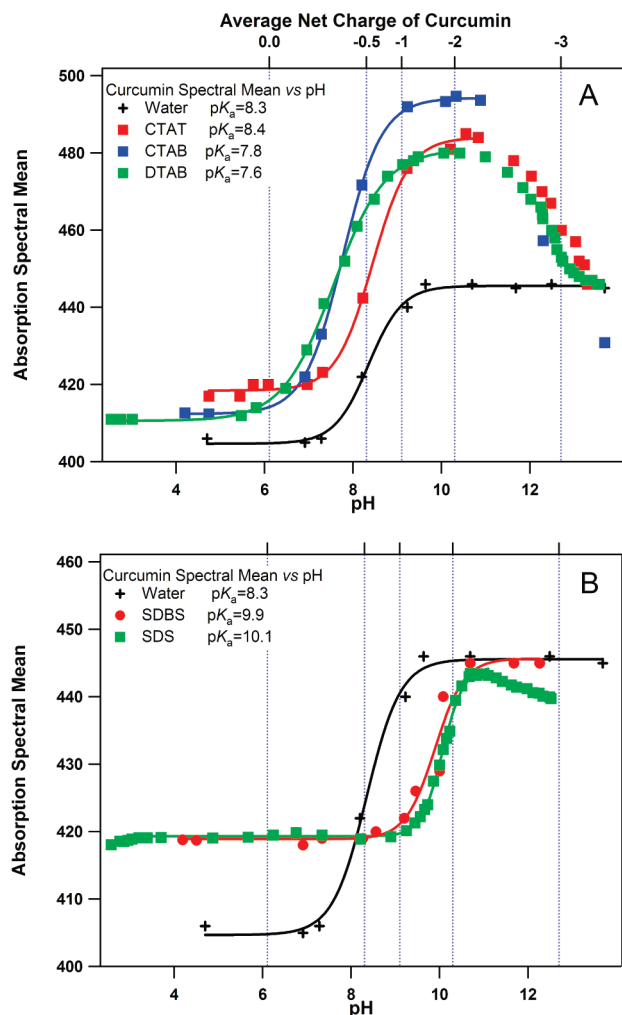 Average Net Charge of Curcumin
0.0 -0.5 -1 -2 -3
500
480
460
440
420
400
Absorption Spectral Mean
Curcumin Spectral Mean vs pH
Water pKa=8.3
CTAT pKa=8.4
CTAB pKa=7.8
DTAB pKa=7.6
A
4 6 8 10 12
pH
460
450
440
430
420
410
400
Absorption Spectral Mean
Curcumin Spectral Mean vs pH
Water pKa=8.3
SDBS pKa=9.9
SDS pKa=10.1
B
4 6 8 10 12
pH